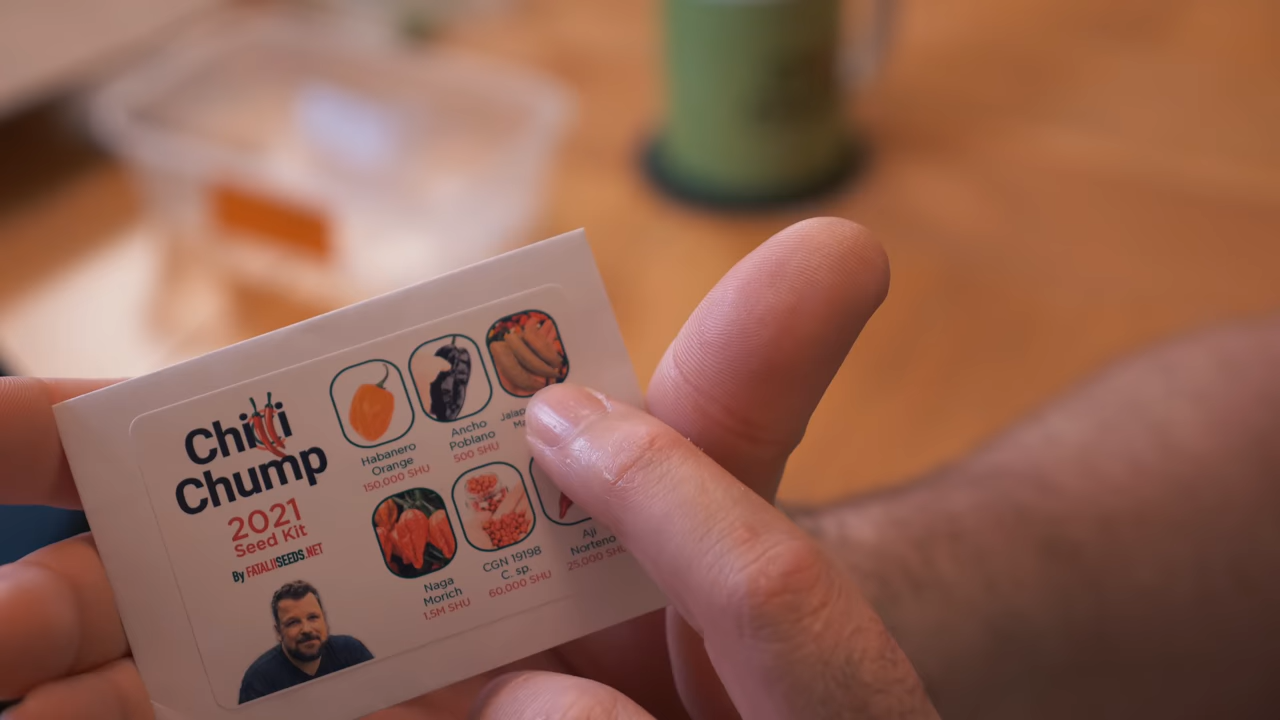 Chilli
Chump
2021
Seed Kit
By FATALIISEEDS.NET
Habanero
Orange
150,000 SHU
Ancho
Poblano
500 SHU
Naga
Morich
1.5M SHU
CGN 19198
C. sp.
60,000 SHU
Aji
Norteno
25,000 SHU